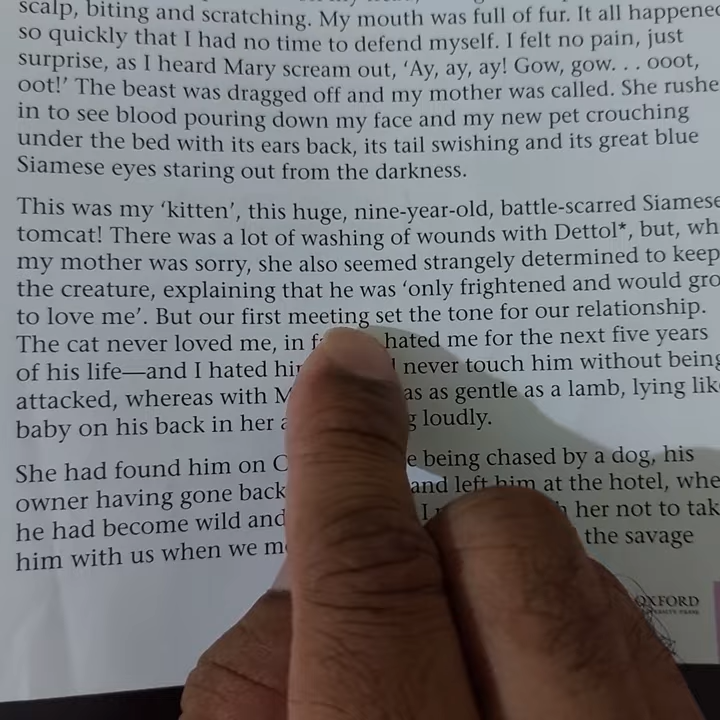 scalp, biting and scratching. My mouth was full of fur. It all happened
so quickly that I had no time to defend myself. I felt no pain, just
surprise, as I heard Mary scream out, ‘Ay, ay, ay! Gow, gow. . . ooot,
oot!’ The beast was dragged off and my mother was called. She rushe
in to see blood pouring down my face and my new pet crouching
under the bed with its ears back, its tail swishing and its great blue
Siamese eyes staring out from the darkness.
This was my ‘kitten’, this huge, nine-year-old, battle-scarred Siamese
tomcat! There was a lot of washing of wounds with Dettol*, but, wh
my mother was sorry, she also seemed strangely determined to keep
the creature, explaining that he was ‘only frightened and would gro
to love me’. But our first meeting set the tone for our relationship.
The cat never loved me, in hated me for the next five years
of his life—and I hated never touch him without being
attacked, whereas with as gentle as a lamb, lying like
baby on his back in her loudly.
She had found him on being chased by a dog, his
owner having gone back and left him at the hotel, whe
he had become wild and I her not to tak
him with us when we the savage
OXFORD